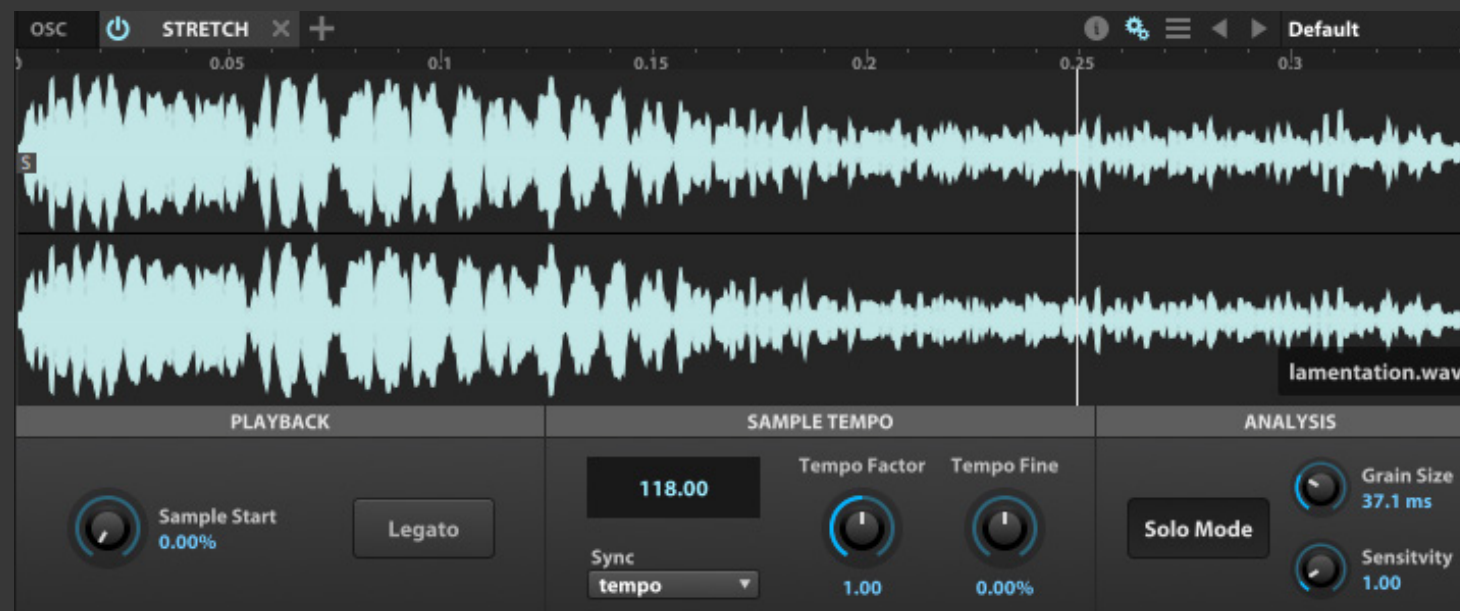 OSC STRETCH Default
0 0.05 0.1 0.15 0.2 0.25 0.3
S
lamentation.wav
PLAYBACK SAMPLE TEMPO ANALYSIS
Tempo Factor Tempo Fine
Grain Size
37.1 ms
118.00
Sample Start
0.00%
Legato
Solo Mode
Sync
Sensitvity
tempo
1.00 0.00% 1.00